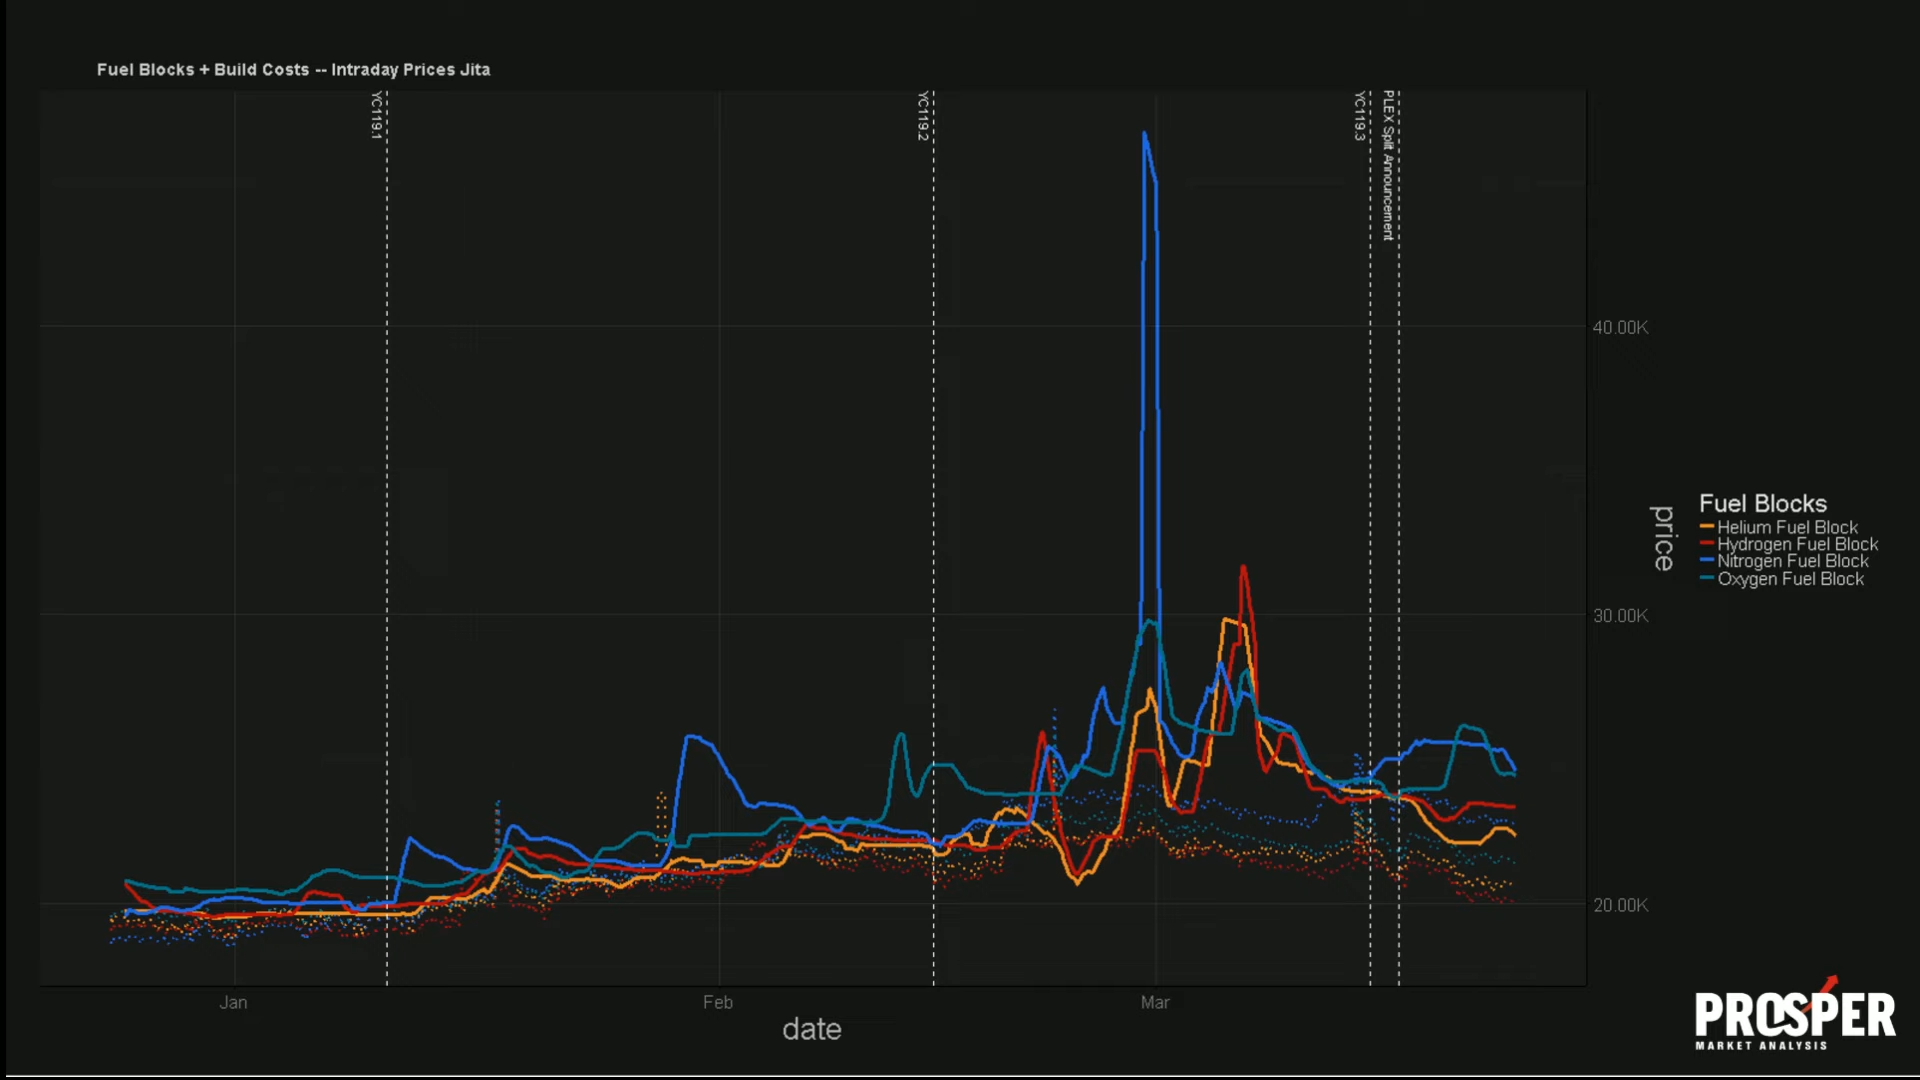 Fuel Blocks + Build Costs -- Intraday Prices Jita
YC119.1
YC119.2
YC119.3
PLEX Split Announcement
40.00K
30.00K
20.00K
price
Fuel Blocks
Helium Fuel Block
Hydrogen Fuel Block
Nitrogen Fuel Block
Oxygen Fuel Block
Jan
Feb
Mar
date
PROSPER
MARKET ANALYSIS